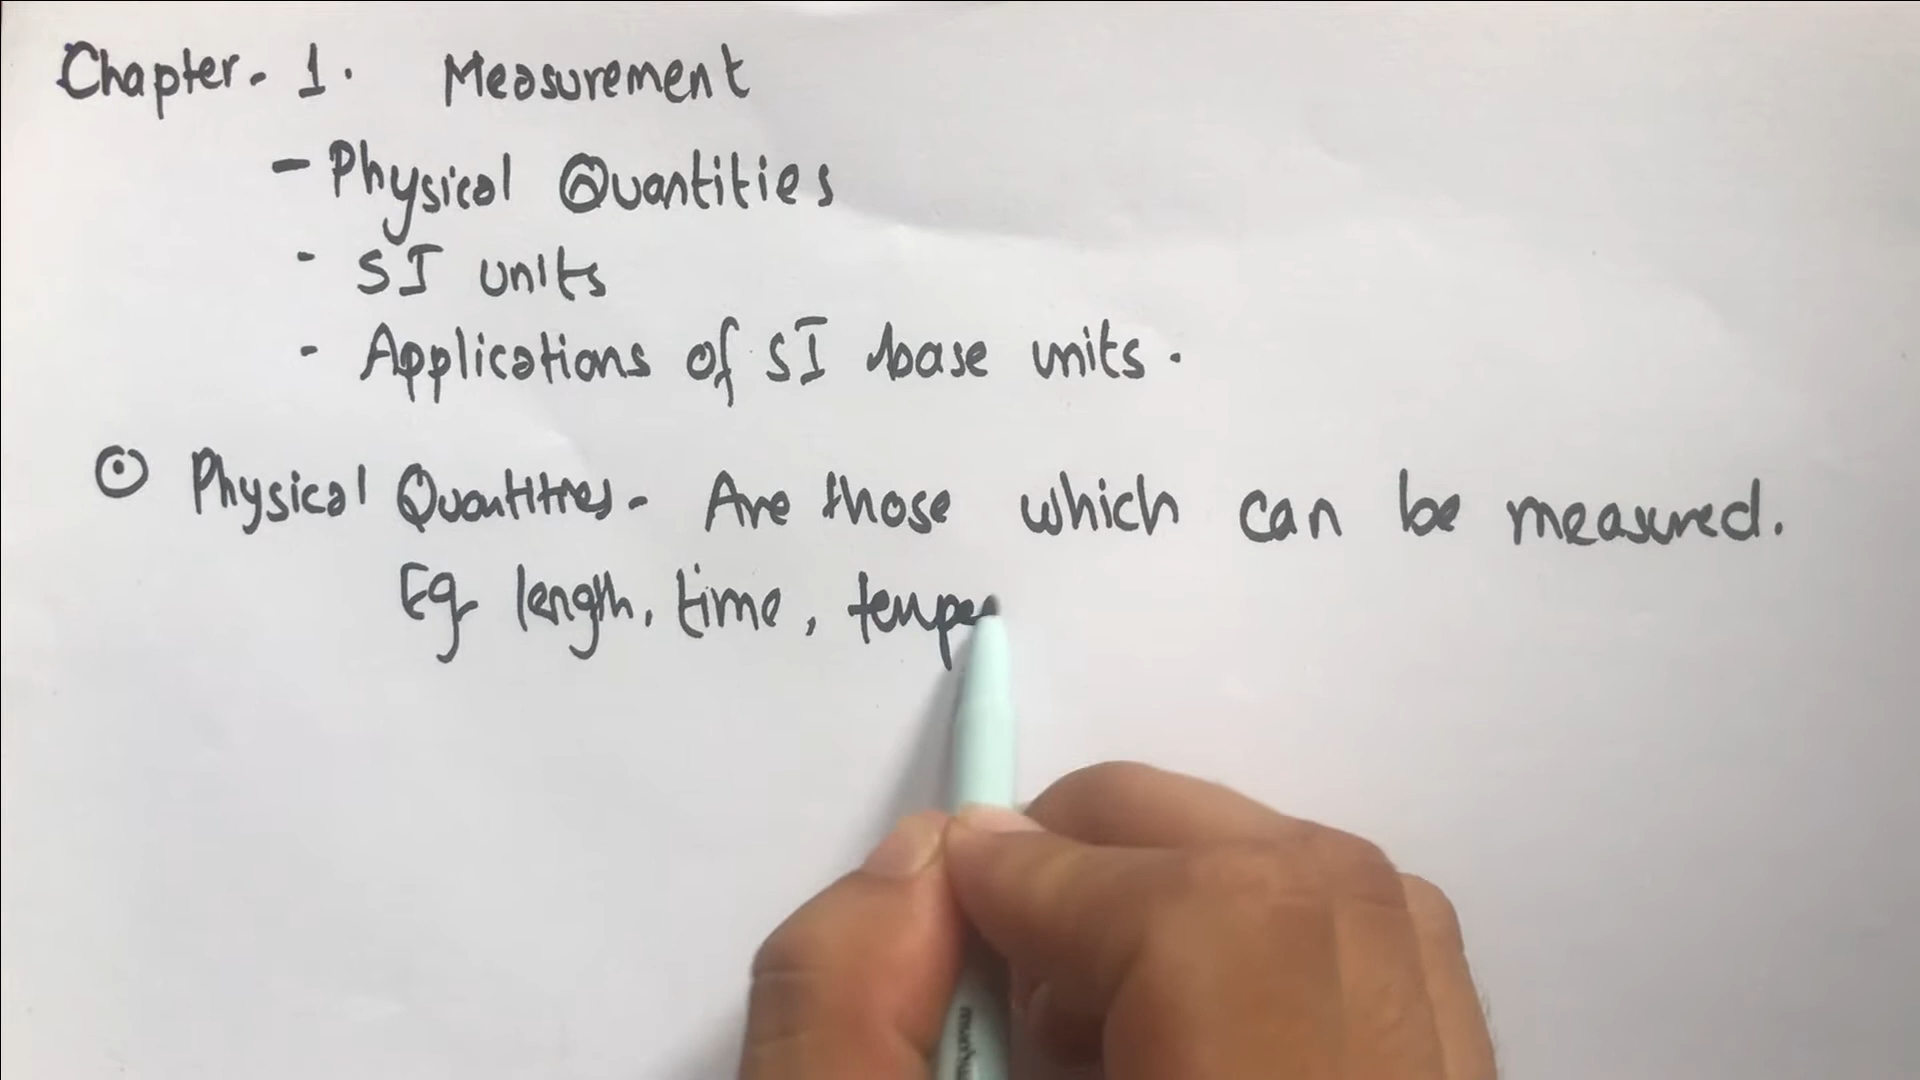 Chapter. 1. Measurement
- Physical Quantities
- SI units
- Applications of SI base units.
⊙ Physical Quantities - Are those which can be measured.
Eg length, time, tempe